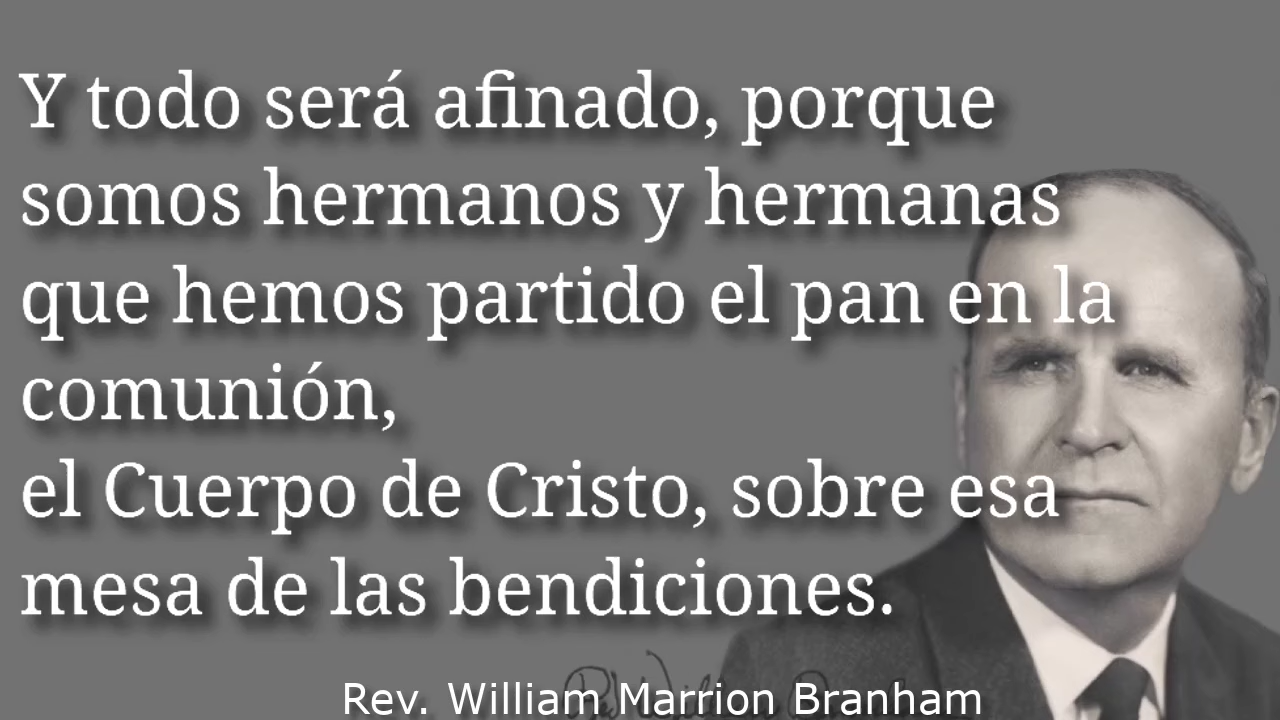 Y todo será afinado, porque
somos hermanos y hermanas
que hemos partido el pan en la
comunión,
el Cuerpo de Cristo, sobre esa
mesa de las bendiciones.
Rev. William Marrion Branham